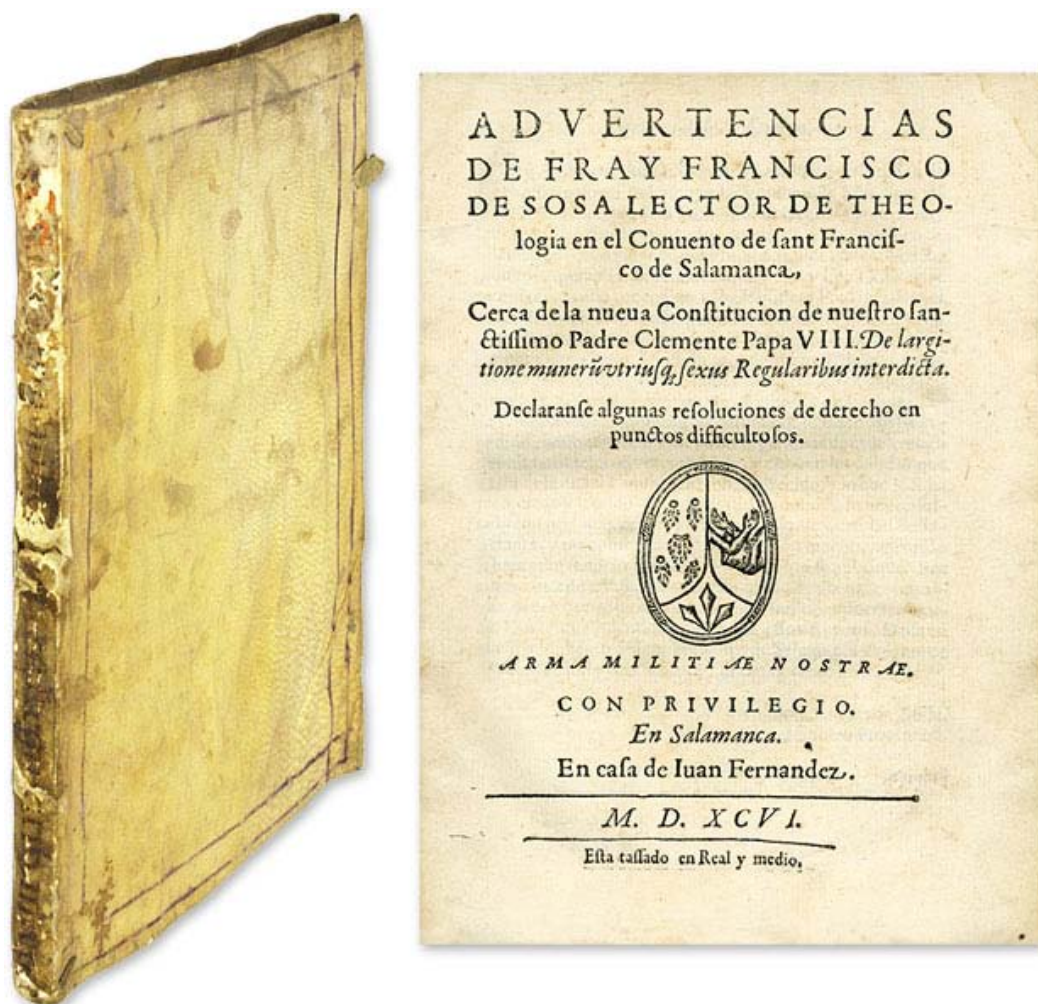 ADVERTENCIAS
DE FRAY FRANCISCO
DE SOSA LECTOR DE THEO-
logia en el Conuento de ſant Franciſ-
co de Salamanca,
Cerca de la nueua Conſtitucion de nueſtro ſan-
ctiſſimo Padre Clemente Papa VIII. De largi-
tione munerũ vtriuſq; ſexus Regularibus interdicta.
Declaranſe algunas reſoluciones de derecho en
punctos difficultoſos.
ARMA MILITIAE NOSTRAE.
CON PRIVILEGIO.
En Salamanca.
En caſa de Iuan Fernandez.
M. D. XCVI.
Eſta taſſado en Real y medio.